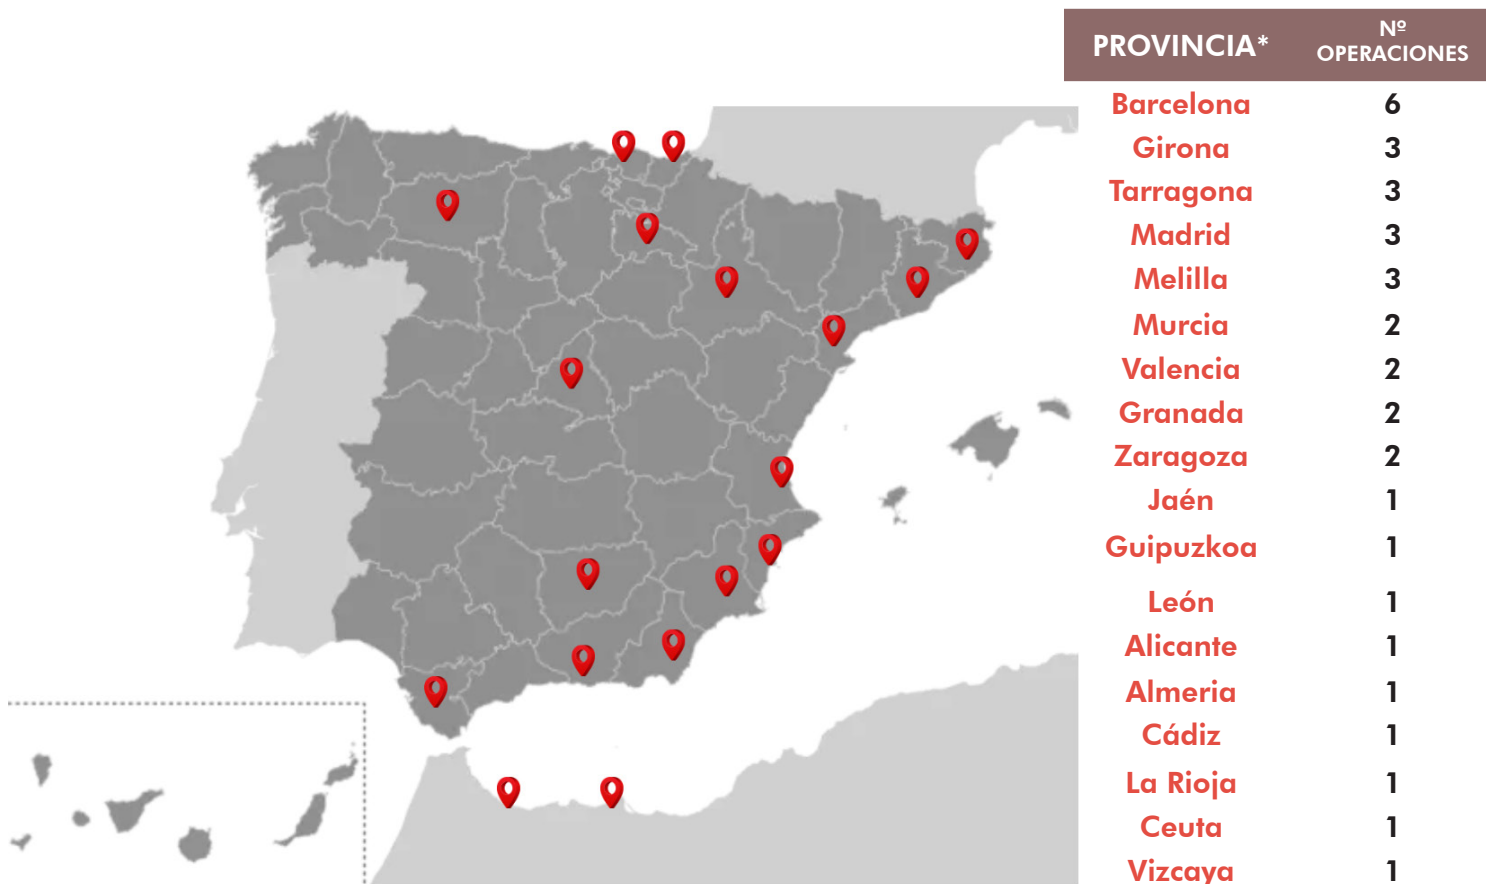 PROVINCIA*
Nº
OPERACIONES
Barcelona 6
Girona 3
Tarragona 3
Madrid 3
Melilla 3
Murcia 2
Valencia 2
Granada 2
Zaragoza 2
Jaén 1
Guipuzkoa 1
León 1
Alicante 1
Almeria 1
Cádiz 1
La Rioja 1
Ceuta 1
Vizcaya 1